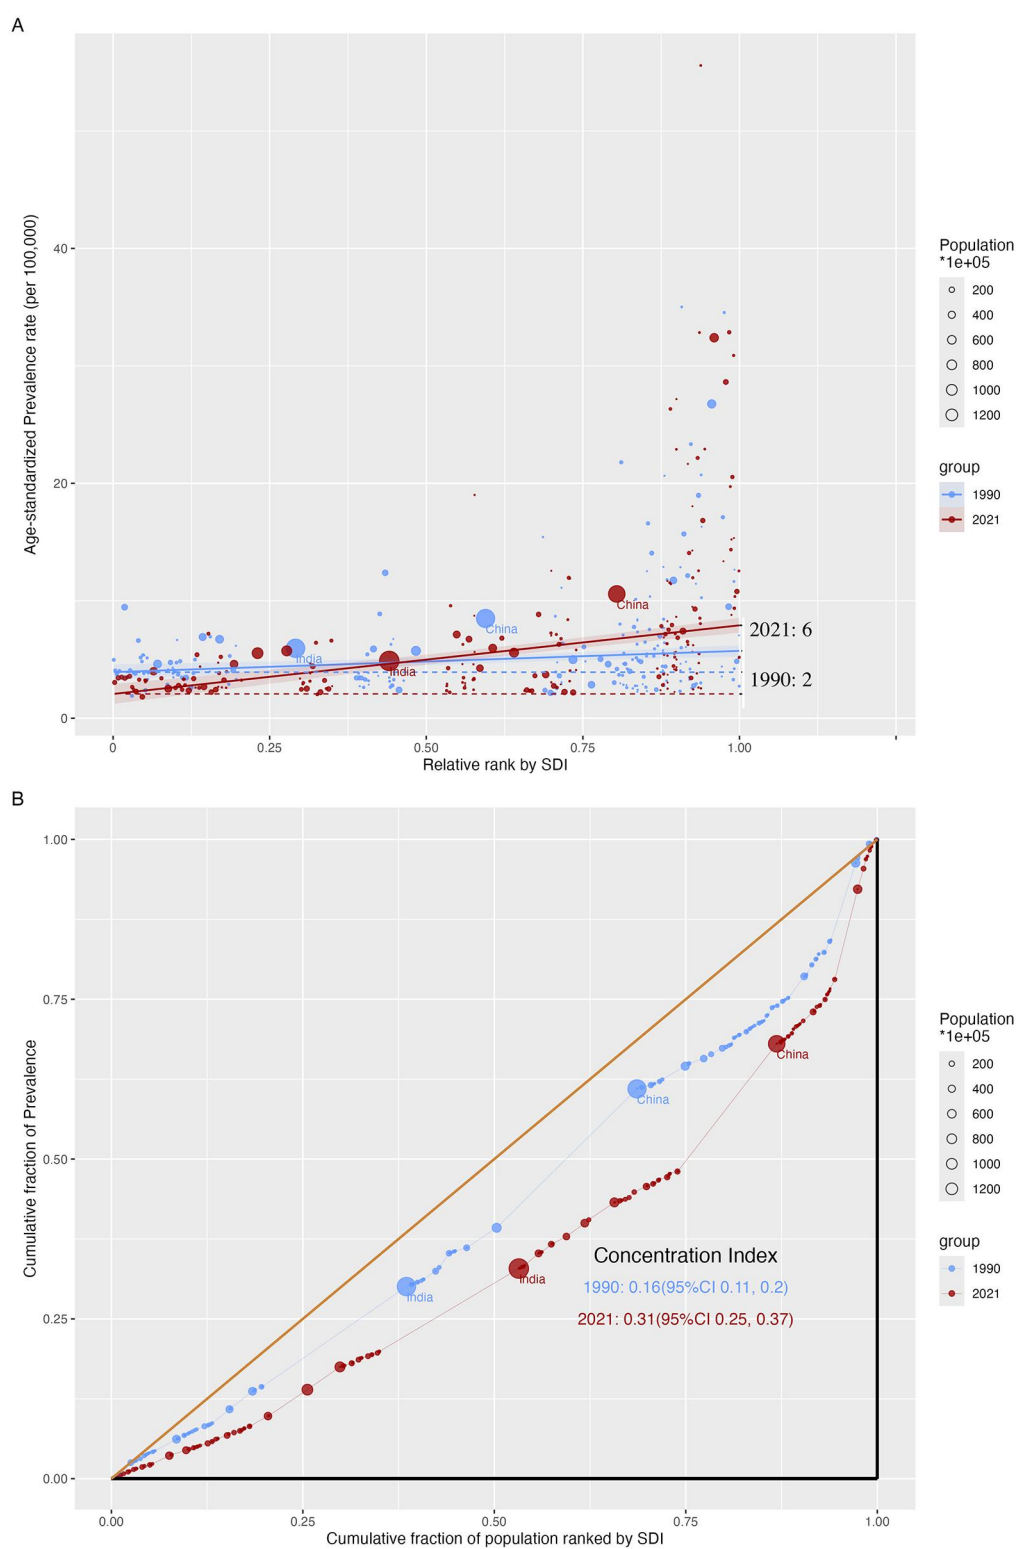 A
Age-standardized Prevalence rate (per 100,000)
40
20
0
India
India
China
China
2021: 6
1990: 2
0
0.25
0.50
0.75
1.00
Relative rank by SDI
Population
*1e+05
200
400
600
800
1000
1200
group
1990
2021
B
Cumulative fraction of Prevalence
1.00
0.75
0.50
0.25
0.00
China
China
India
India
Concentration Index
1990: 0.16(95%CI 0.11, 0.2)
2021: 0.31(95%CI 0.25, 0.37)
0.00
0.25
0.50
0.75
1.00
Cumulative fraction of population ranked by SDI
Population
*1e+05
200
400
600
800
1000
1200
group
1990
2021